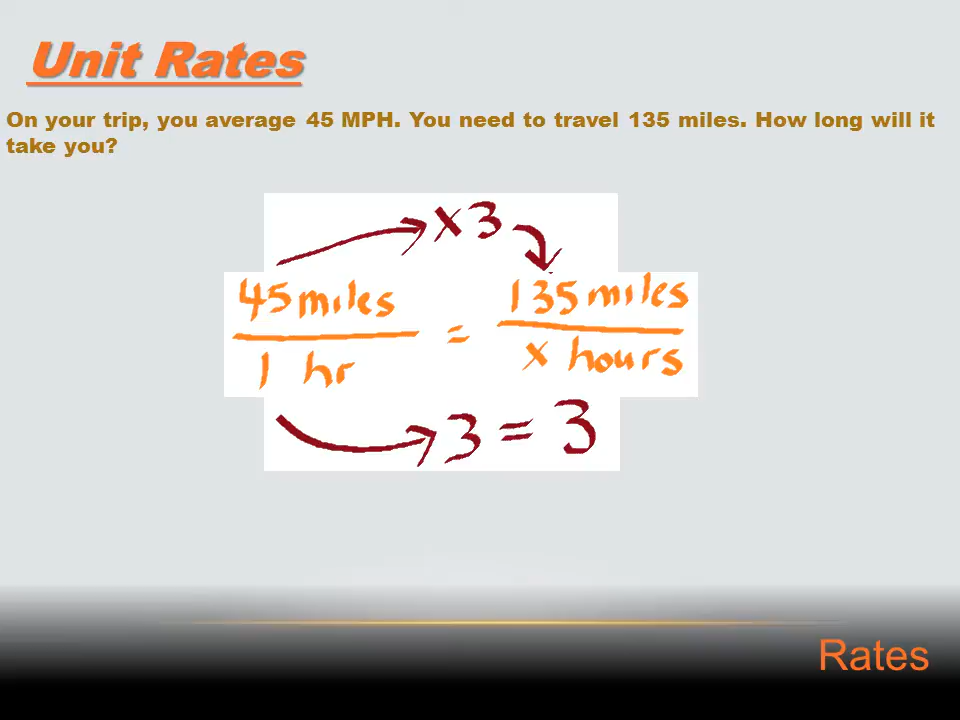 Unit Rates
On your trip, you average 45 MPH. You need to travel 135 miles. How long will it
take you?
x3
45 miles = 135 miles
1 hr x hours
3 = 3
Rates